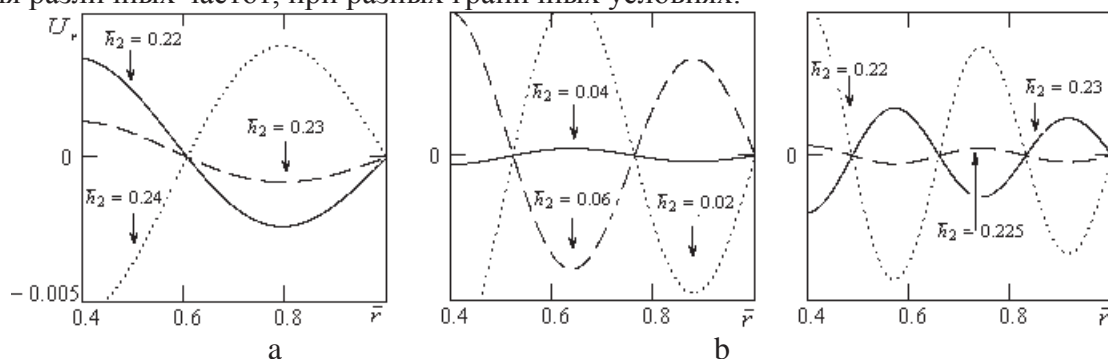 различных частот, при разных граничных условиях.
U_r
h̄₂ = 0.22
h̄₂ = 0.23
h̄₂ = 0.24
0
− 0.005
0.4 0.6 0.8 r̄
a
h̄₂ = 0.04
h̄₂ = 0.06
h̄₂ = 0.02
0
0.4 0.6 0.8 r̄
b
h̄₂ = 0.22
h̄₂ = 0.23
h̄₂ = 0.225
0
0.4 0.6 0.8 r̄